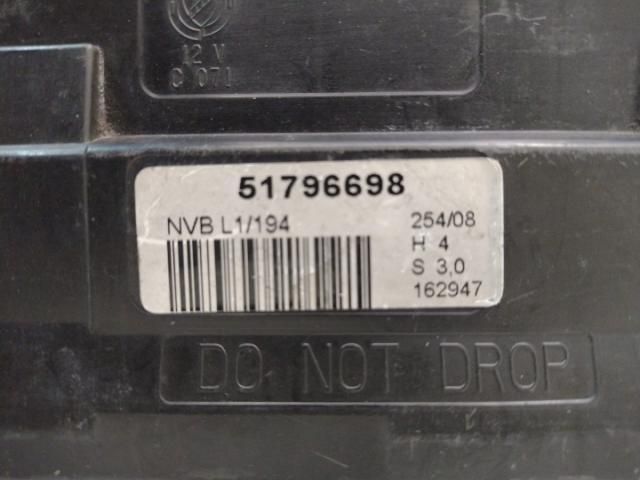 12 V
C 071
51796698
NVB L1/194
254/08
H 4
S 3,0
162947
DO NOT DROP